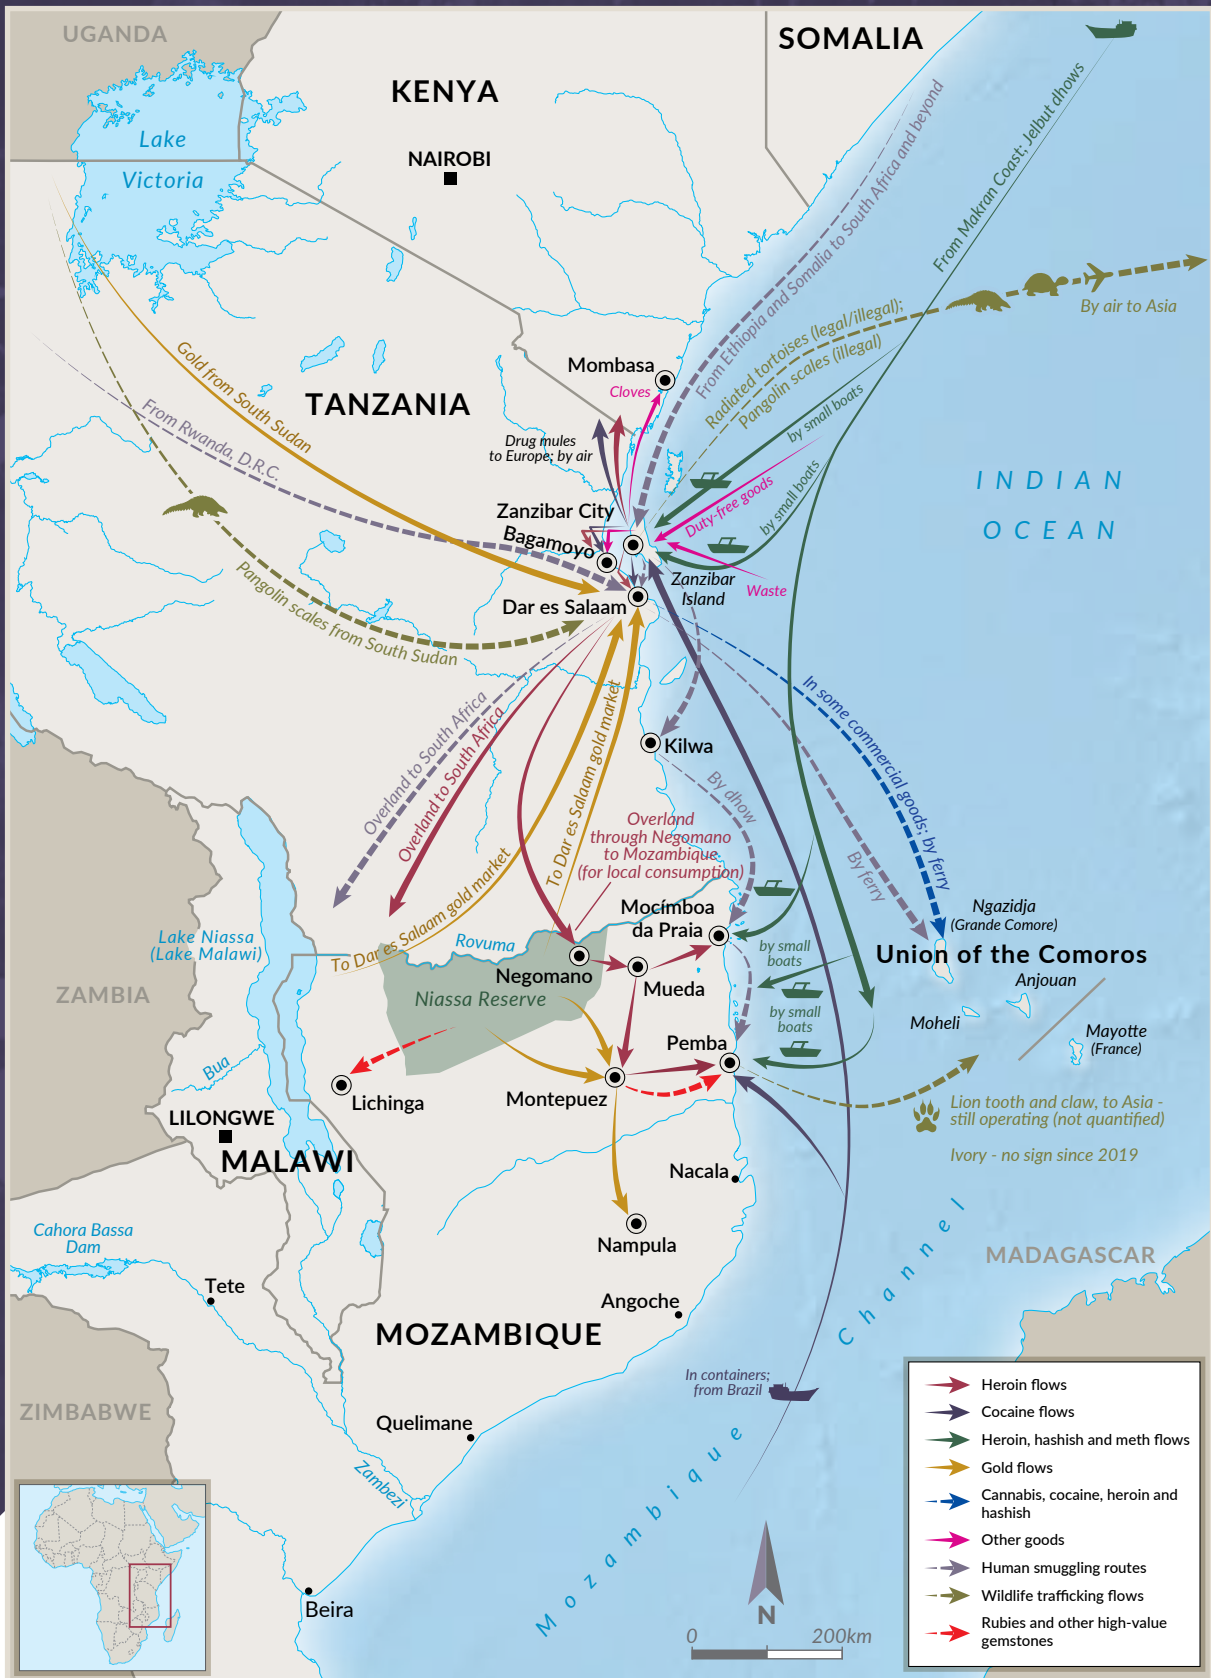 UGANDA
SOMALIA
KENYA
Lake
Victoria
NAIROBI
From Makran Coast; Jelbut dhows
From Ethiopia and Somalia to South Africa and beyond
Radiated tortoises (legal/illegal);
Pangolin scales (illegal)
By air to Asia
Mombasa
Cloves
Gold from South Sudan
TANZANIA
From Rwanda, D.R.C.
Drug mules
to Europe; by air
by small boats
by small boats
Duty-free goods
INDIAN
OCEAN
Zanzibar City
Bagamoyo
Zanzibar
Island
Waste
Dar es Salaam
Pangolin scales from South Sudan
Overland to South Africa
Overland to South Africa
To Dar es Salaam gold market
To Dar es Salaam gold market
Kilwa
By dhow
In some commercial goods; by ferry
By ferry
Overland
through Negomano
to Mozambique
(for local consumption)
Mocímboa
da Praia
Ngazidja
(Grande Comore)
Union of the Comoros
Anjouan
Moheli
Mayotte
(France)
Lake Niassa
(Lake Malawi)
Rovuma
Negomano
Mueda
by small
boats
by small
boats
ZAMBIA
Niassa Reserve
Pemba
Bua
Lichinga
Montepuez
LILONGWE
MALAWI
Lion tooth and claw, to Asia -
still operating (not quantified)
Ivory - no sign since 2019
Nacala
Cahora Bassa
Dam
Nampula
MADAGASCAR
Tete
Angoche
MOZAMBIQUE
In containers;
from Brazil
Mozambique Channel
ZIMBABWE
Quelimane
Zambezi
Beira
N
0 200km
Heroin flows
Cocaine flows
Heroin, hashish and meth flows
Gold flows
Cannabis, cocaine, heroin and
hashish
Other goods
Human smuggling routes
Wildlife trafficking flows
Rubies and other high-value
gemstones